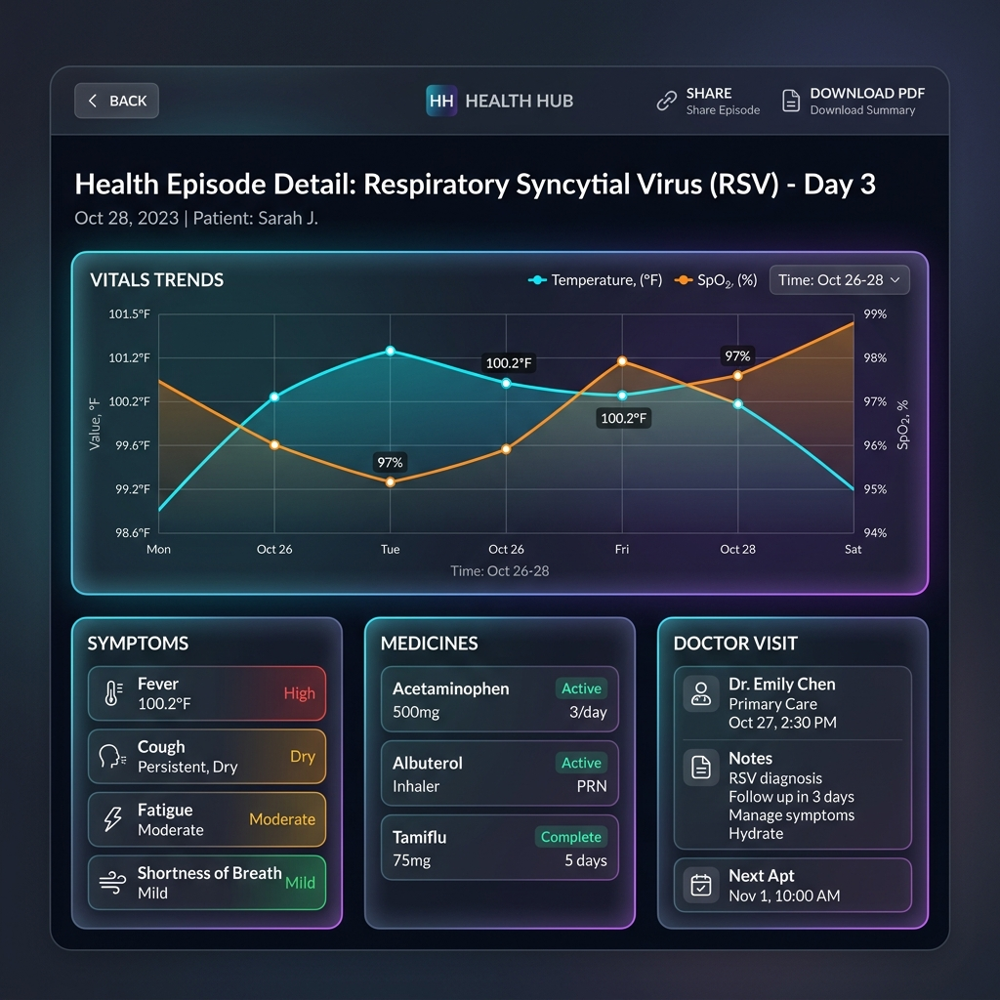 BACK
HH HEALTH HUB
SHARE
Share Episode
DOWNLOAD PDF
Download Summary
Health Episode Detail: Respiratory Syncytial Virus (RSV) - Day 3
Oct 28, 2023 | Patient: Sarah J.
VITALS TRENDS
Temperature, (°F)
SpO₂, (%)
Time: Oct 26-28
101.5°F
101.2°F
100.2°F
99.6°F
99.2°F
98.6°F
Value, °F
97%
100.2°F
100.2°F
97%
99%
98%
97%
96%
95%
94%
SpO₂, %
Mon
Oct 26
Tue
Oct 26
Fri
Oct 28
Sat
Time: Oct 26-28
SYMPTOMS
Fever
100.2°F
High
Cough
Persistent, Dry
Dry
Fatigue
Moderate
Moderate
Shortness of Breath
Mild
Mild
MEDICINES
Acetaminophen
Active
500mg
3/day
Albuterol
Active
Inhaler
PRN
Tamiflu
Complete
75mg
5 days
DOCTOR VISIT
Dr. Emily Chen
Primary Care
Oct 27, 2:30 PM
Notes
RSV diagnosis
Follow up in 3 days
Manage symptoms
Hydrate
Next Apt
Nov 1, 10:00 AM